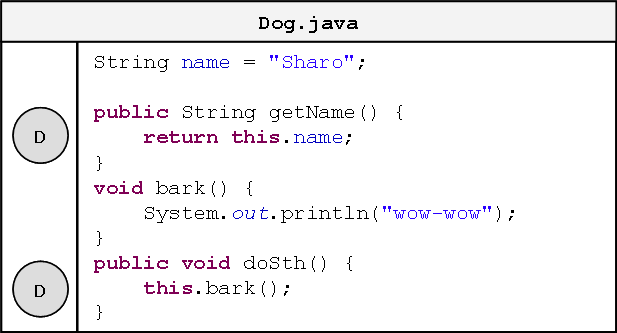 Dog.java
String name = "Sharo";
public String getName() {
D
return this.name;
}
void bark() {
System.out.println("wow-wow");
}
public void doSth() {
D
this.bark();
}